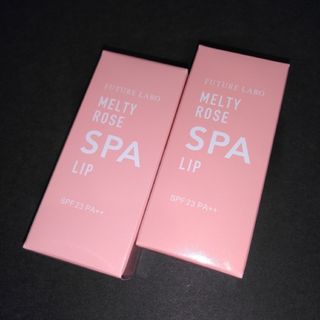 FUTURE LABO
MELTY
ROSE
SPA
LIP
SPF23 PA++
FUTURE LABO
MELTY
ROSE
SPA
LIP
SPF23 PA++